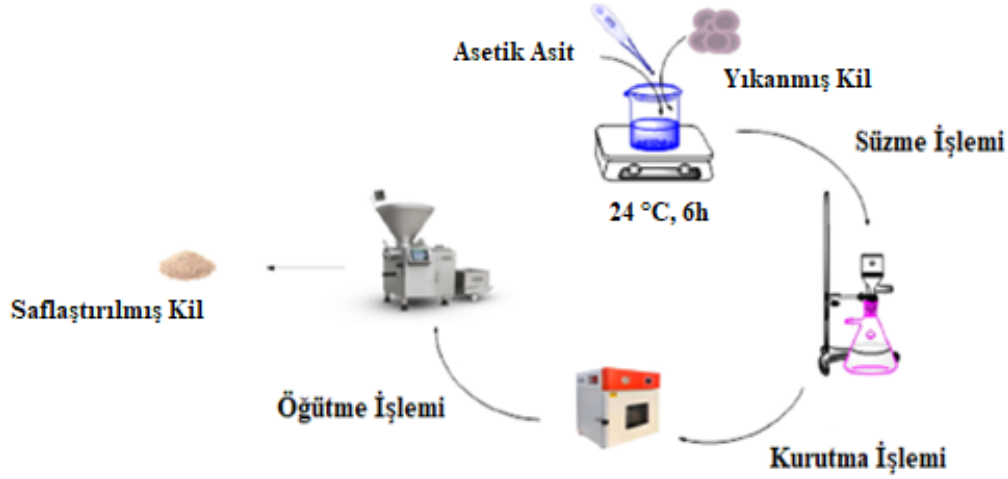 Asetik Asit
Yıkanmış Kil
Süzme İşlemi
24 °C, 6h
Saflaştırılmış Kil
Öğütme İşlemi
Kurutma İşlemi